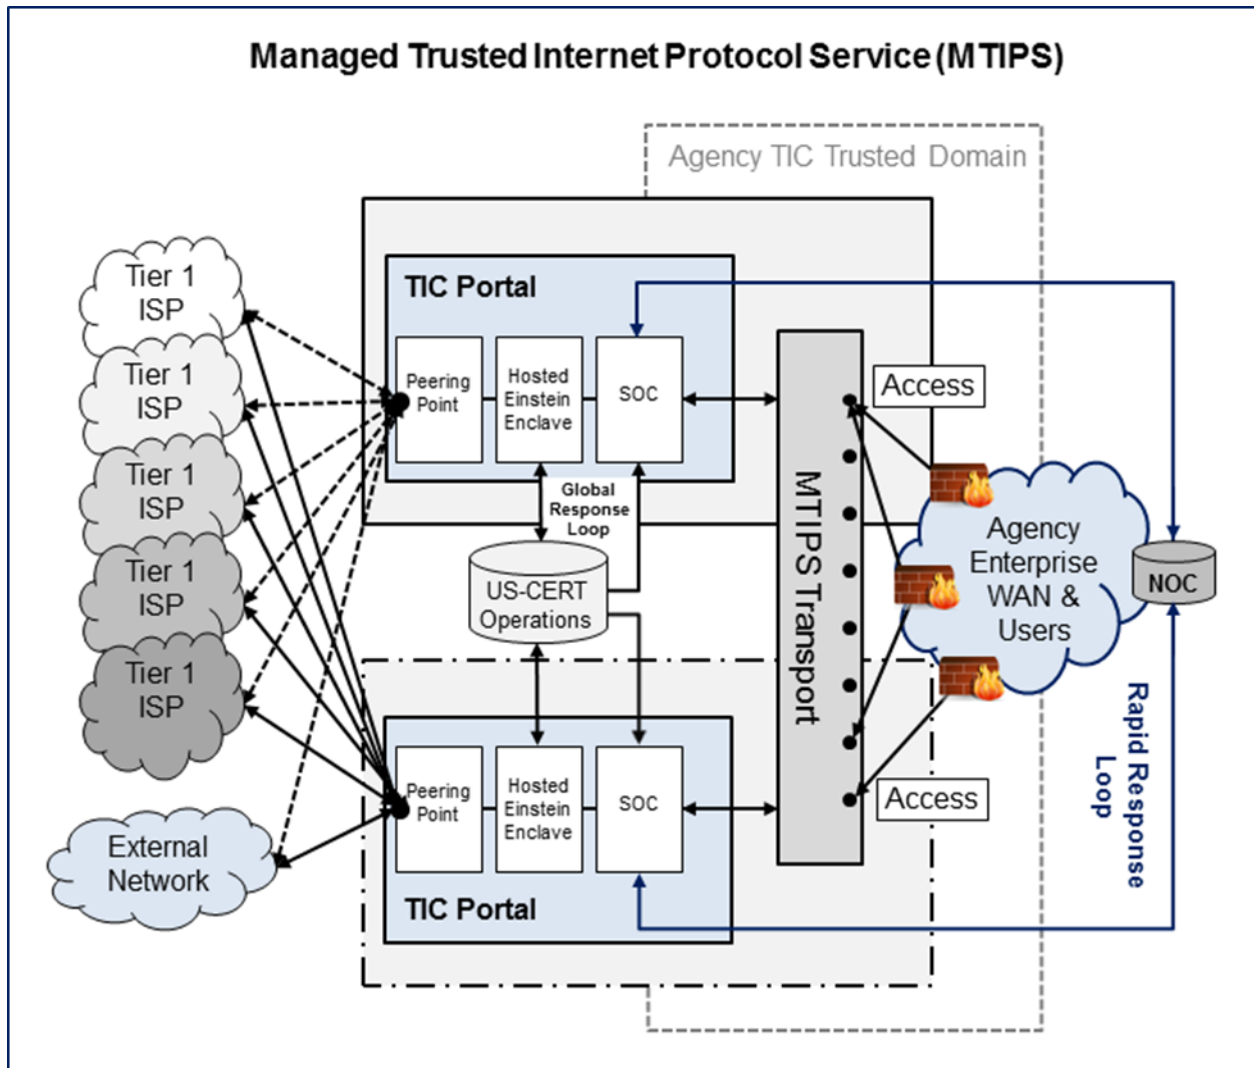 Managed Trusted Internet Protocol Service (MTIPS)
Agency TIC Trusted Domain
Tier 1
ISP
Tier 1
ISP
Tier 1
ISP
Tier 1
ISP
Tier 1
ISP
External
Network
TIC Portal
Peering
Point
Hosted
Einstein
Enclave
SOC
Global
Response
Loop
US-CERT
Operations
Peering
Point
Hosted
Einstein
Enclave
SOC
TIC Portal
MTIPS Transport
Access
Access
Agency
Enterprise
WAN &
Users
NOC
Rapid Response
Loop